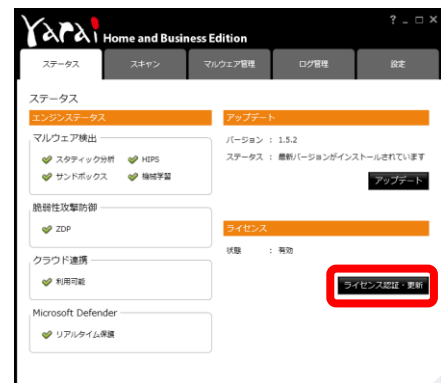 Yarai Home and Business Edition
ステータス
スキャン
マルウェア管理
ログ管理
設定
ステータス
エンジンステータス
マルウェア検出
スタティック分析
HIPS
サンドボックス
機械学習
脆弱性攻撃防御
ZDP
クラウド連携
利用可能
Microsoft Defender
リアルタイム保護
アップデート
バージョン : 1.5.2
ステータス : 最新バージョンがインストールされています
アップデート
ライセンス
状態 : 有効
ライセンス認証・更新